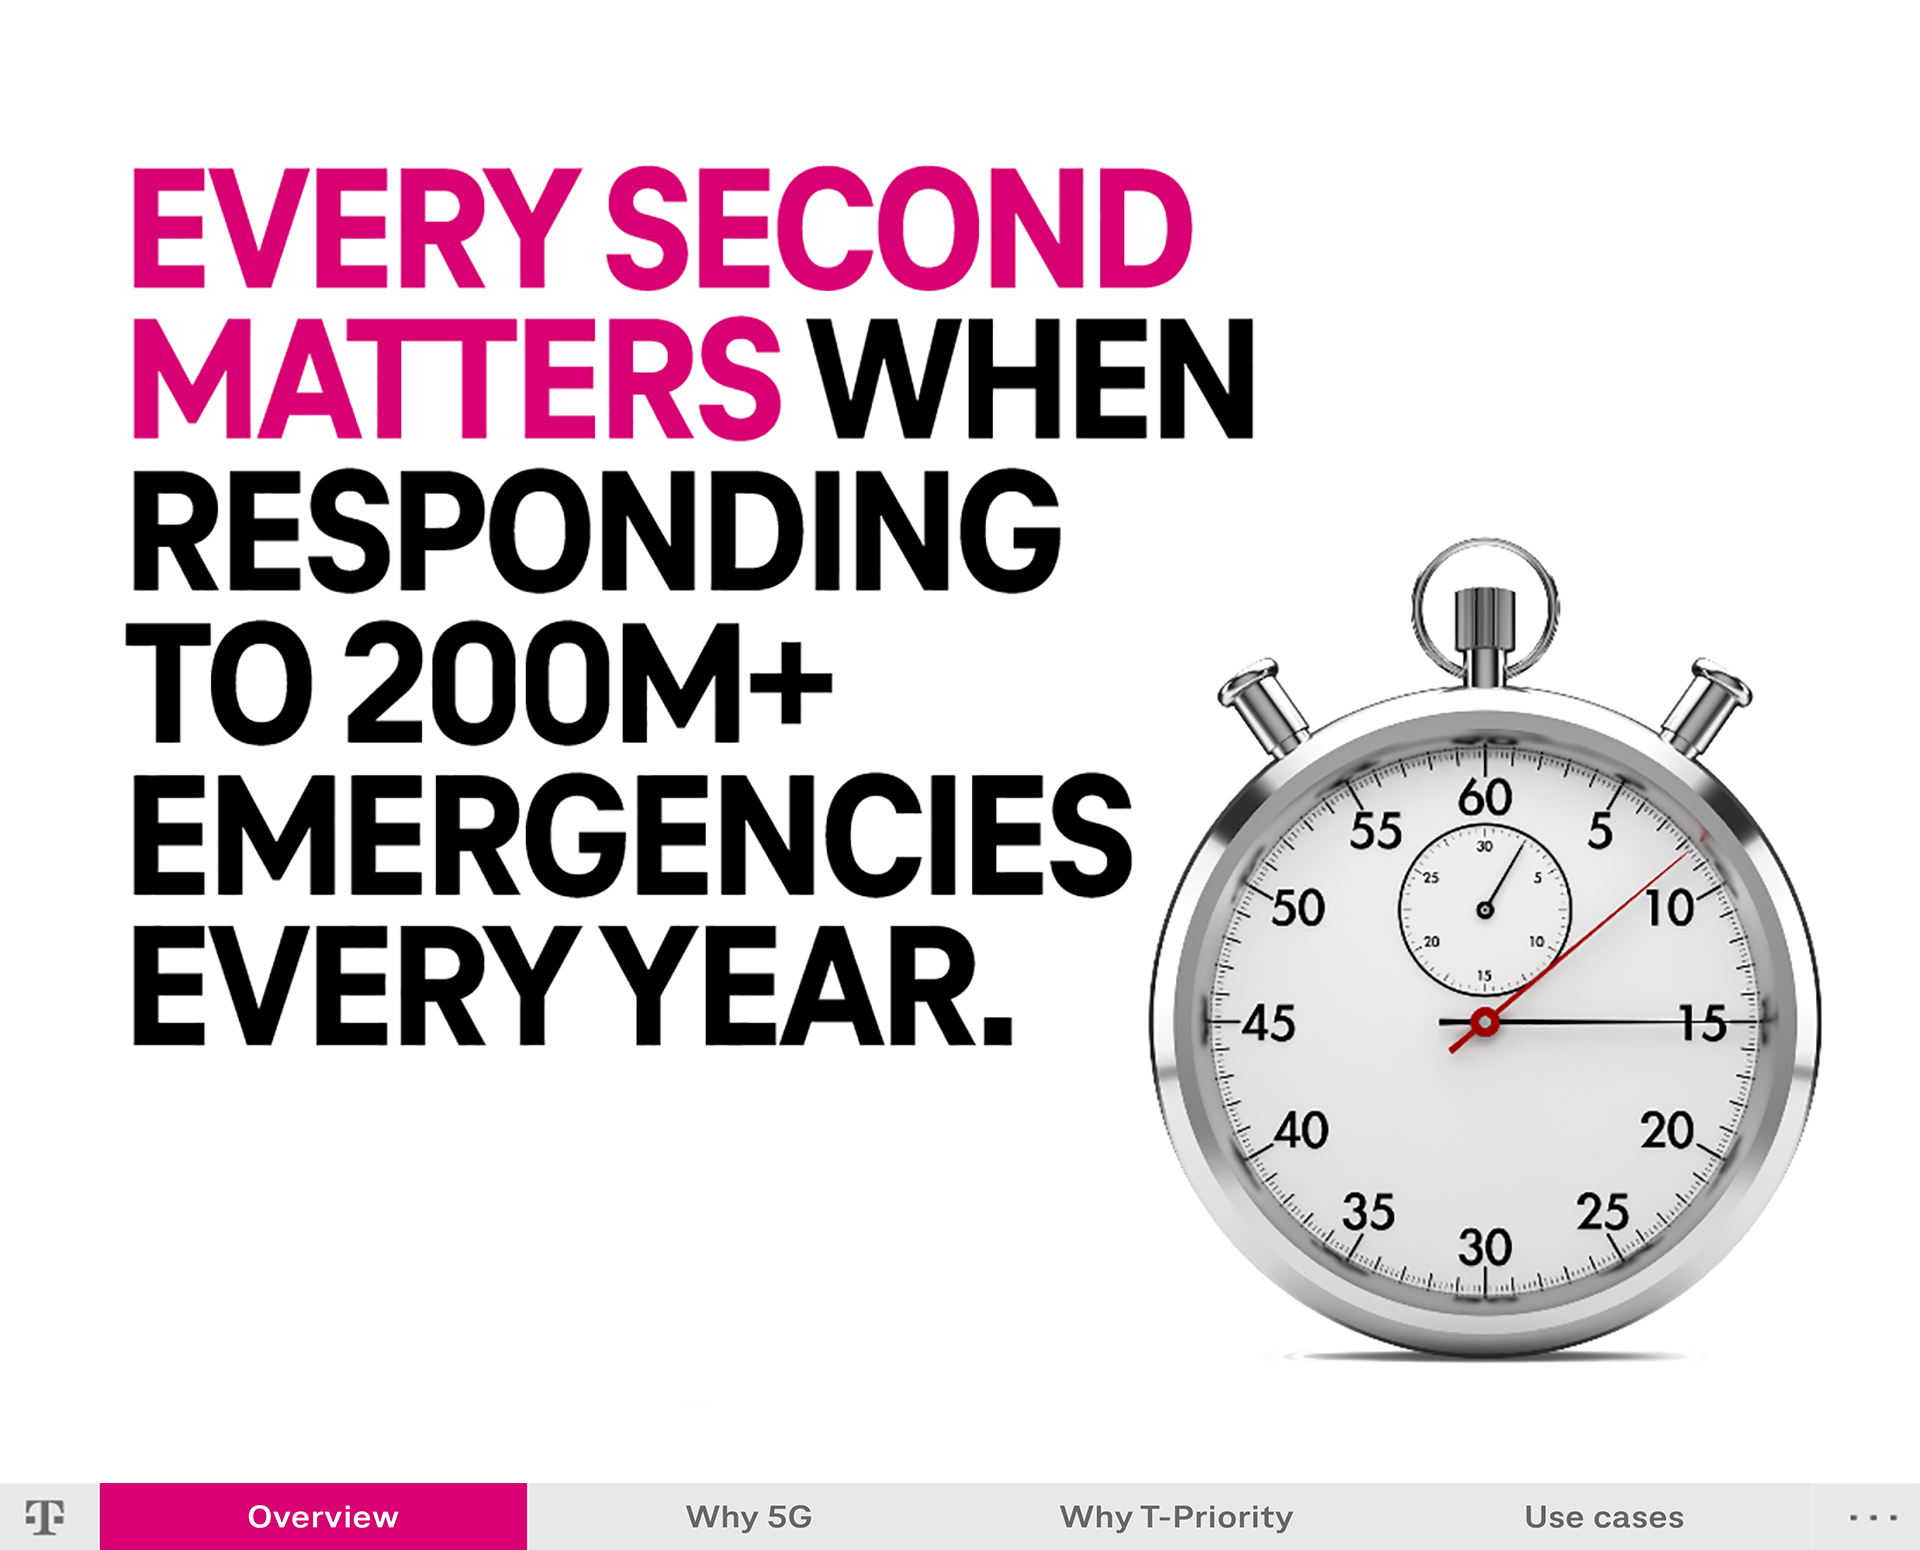 EVERY SECOND
MATTERS WHEN
RESPONDING
TO 200M+
EMERGENCIES
EVERY YEAR.
60
55
5
50
10
45
15
40
20
35
25
30
30
25
5
20
10
15
T
Overview
Why 5G
Why T-Priority
Use cases
...